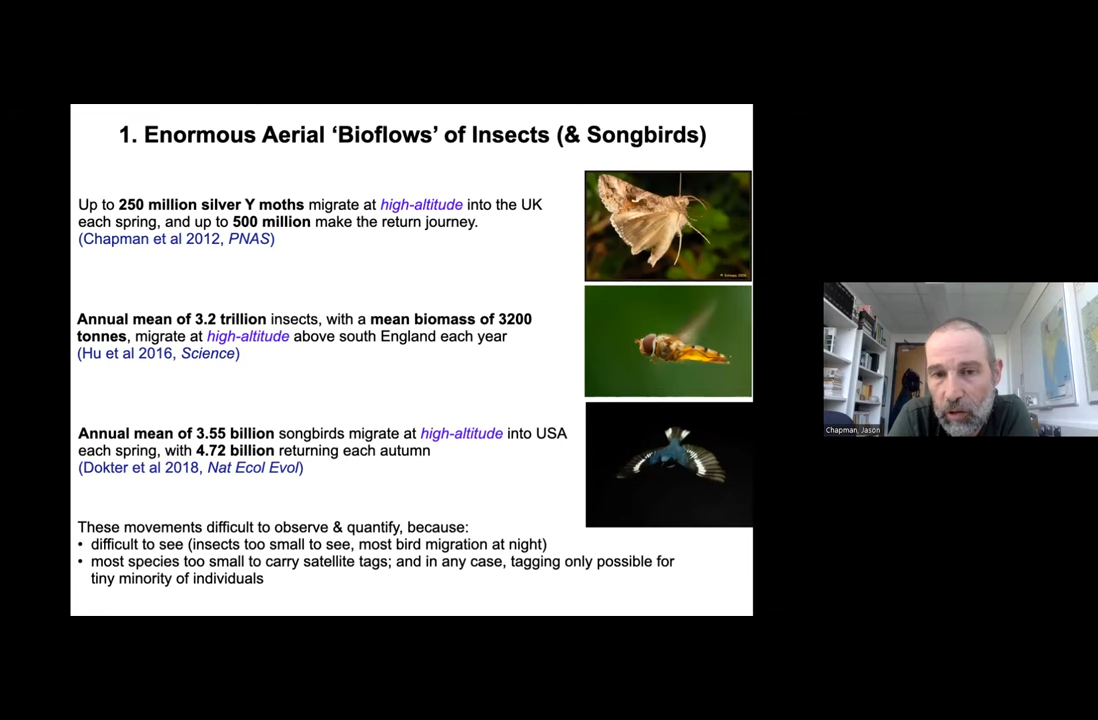 1. Enormous Aerial ‘Bioflows’ of Insects (& Songbirds)
Up to 250 million silver Y moths migrate at high-altitude into the UK
each spring, and up to 500 million make the return journey.
(Chapman et al 2012, PNAS)
Annual mean of 3.2 trillion insects, with a mean biomass of 3200
tonnes, migrate at high-altitude above south England each year
(Hu et al 2016, Science)
Annual mean of 3.55 billion songbirds migrate at high-altitude into USA
each spring, with 4.72 billion returning each autumn
(Dokter et al 2018, Nat Ecol Evol)
These movements difficult to observe & quantify, because:
• difficult to see (insects too small to see, most bird migration at night)
• most species too small to carry satellite tags; and in any case, tagging only possible for
tiny minority of individuals
Chapman, Jason